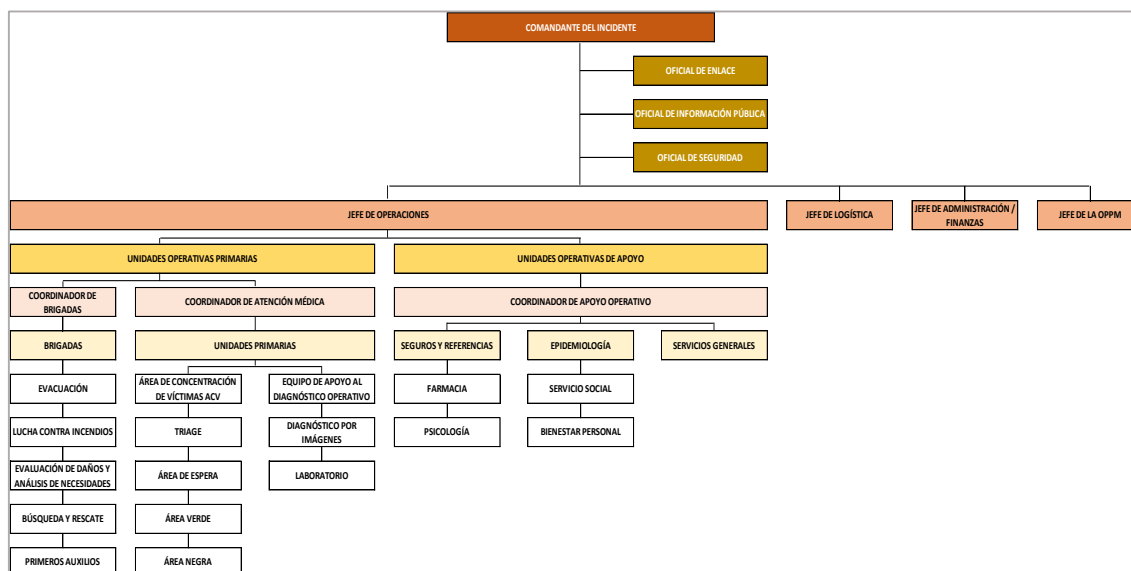 COMANDANTE DEL INCIDENTE
OFICIAL DE ENLACE
OFICIAL DE INFORMACIÓN PÚBLICA
OFICIAL DE SEGURIDAD
JEFE DE OPERACIONES
JEFE DE LOGÍSTICA
JEFE DE ADMINISTRACIÓN /
FINANZAS
JEFE DE LA OPPM
UNIDADES OPERATIVAS PRIMARIAS
UNIDADES OPERATIVAS DE APOYO
COORDINADOR DE
BRIGADAS
COORDINADOR DE ATENCIÓN MÉDICA
COORDINADOR DE APOYO OPERATIVO
BRIGADAS
UNIDADES PRIMARIAS
SEGUROS Y REFERENCIAS
EPIDEMIOLOGÍA
SERVICIOS GENERALES
EVACUACIÓN
ÁREA DE CONCENTRACIÓN
DE VÍCTIMAS ACV
EQUIPO DE APOYO AL
DIAGNÓSTICO OPERATIVO
FARMACIA
SERVICIO SOCIAL
LUCHA CONTRA INCENDIOS
TRIAGE
DIAGNÓSTICO POR
IMÁGENES
PSICOLOGÍA
BIENESTAR PERSONAL
EVALUACIÓN DE DAÑOS Y
ANÁLISIS DE NECESIDADES
ÁREA DE ESPERA
LABORATORIO
BÚSQUEDA Y RESCATE
ÁREA VERDE
PRIMEROS AUXILIOS
ÁREA NEGRA